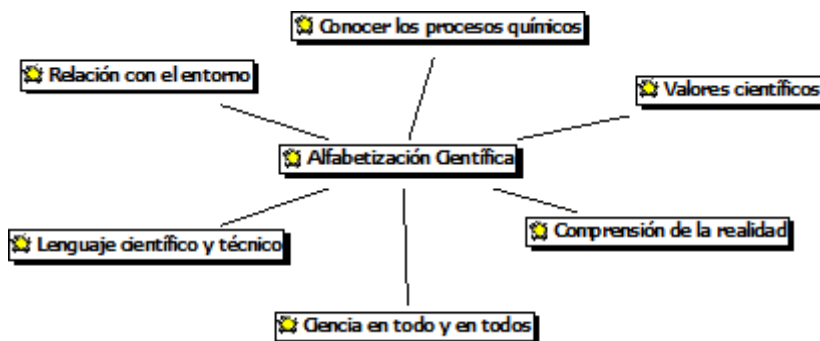 Conocer los procesos químicos
Relación con el entorno
Valores científicos
Alfabetización Científica
Lenguaje científico y técnico
Comprensión de la realidad
Ciencia en todo y en todos